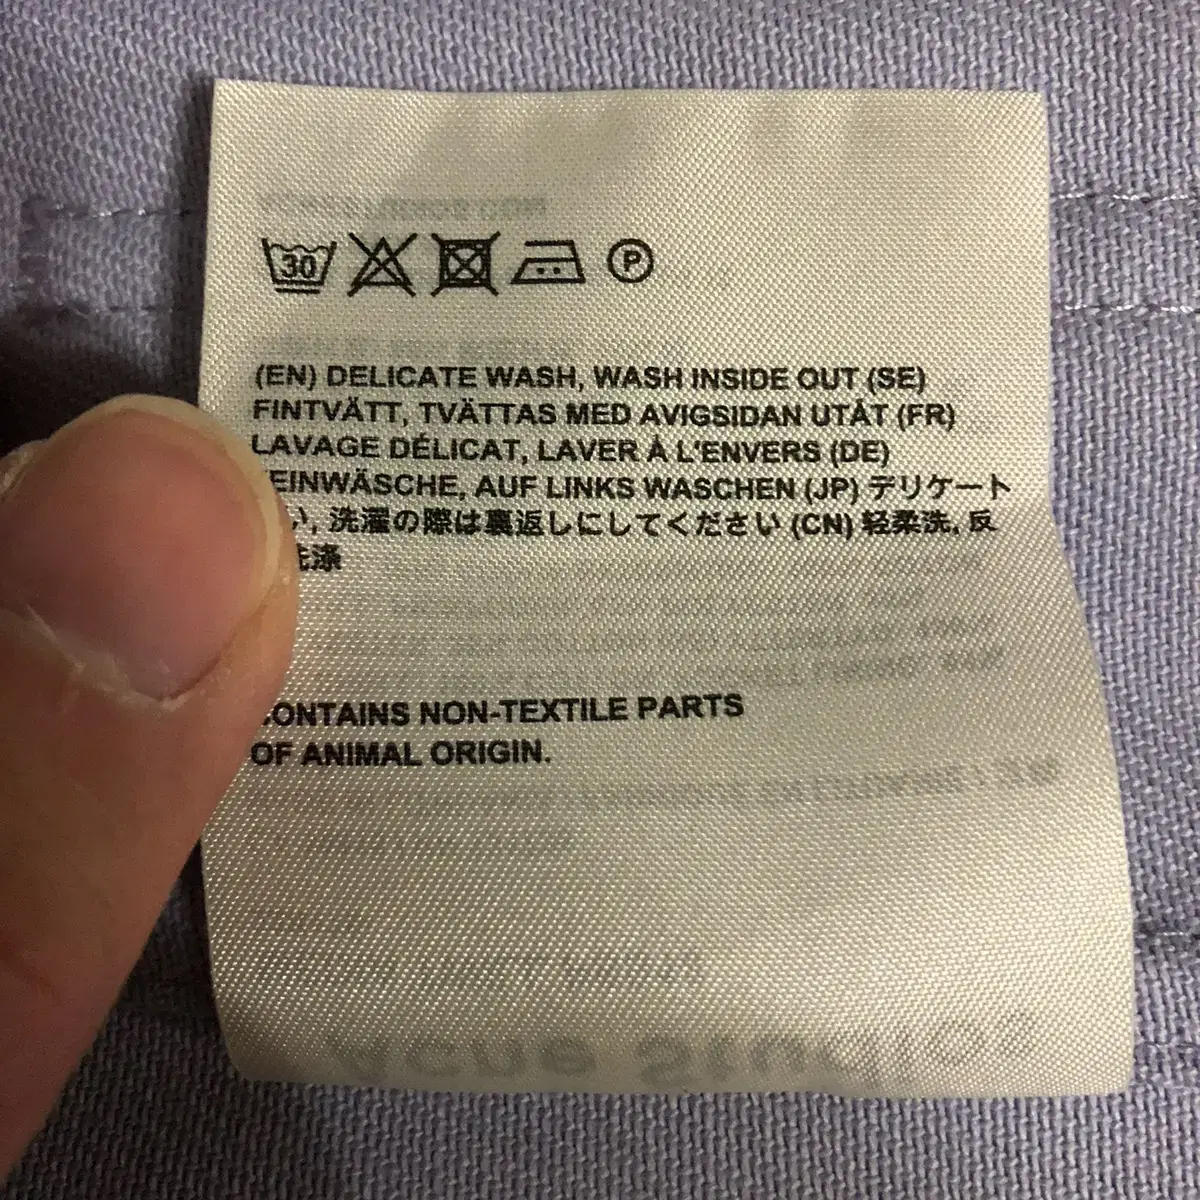 30
P
(EN) DELICATE WASH, WASH INSIDE OUT (SE)
FINTVÄTT, TVÄTTAS MED AVIGSIDAN UTÅT (FR)
LAVAGE DÉLICAT, LAVER À L'ENVERS (DE)
AUF LINKS WASCHEN (JP) デリケート
洗濯の際は裏返しにしてください (CN) 轻柔洗, 反
洗涤
NON-TEXTILE PARTS
OF ANIMAL ORIGIN.
Acne Studios